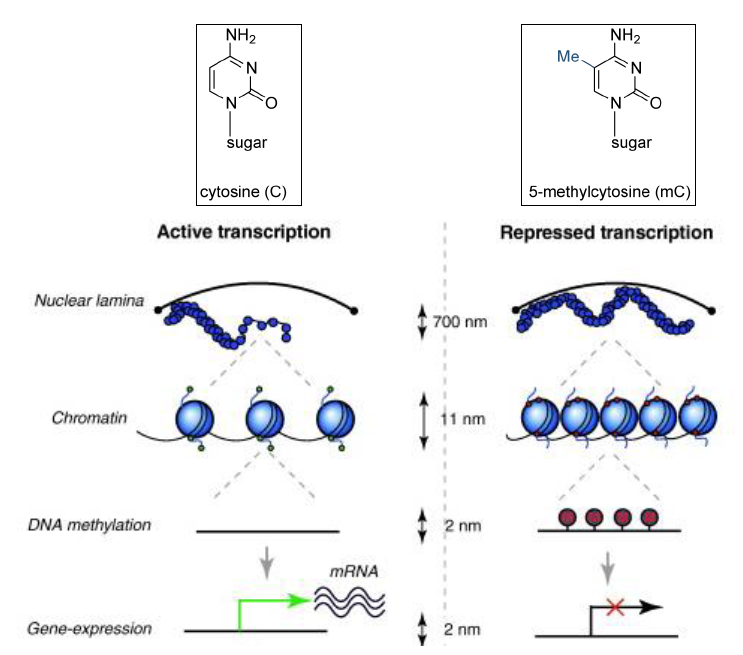 NH₂
N
O
N
sugar
cytosine (C)
Me
NH₂
N
O
N
sugar
5-methylcytosine (mC)
Active transcription
Repressed transcription
Nuclear lamina
700 nm
Chromatin
11 nm
DNA methylation
2 nm
mRNA
Gene-expression
2 nm